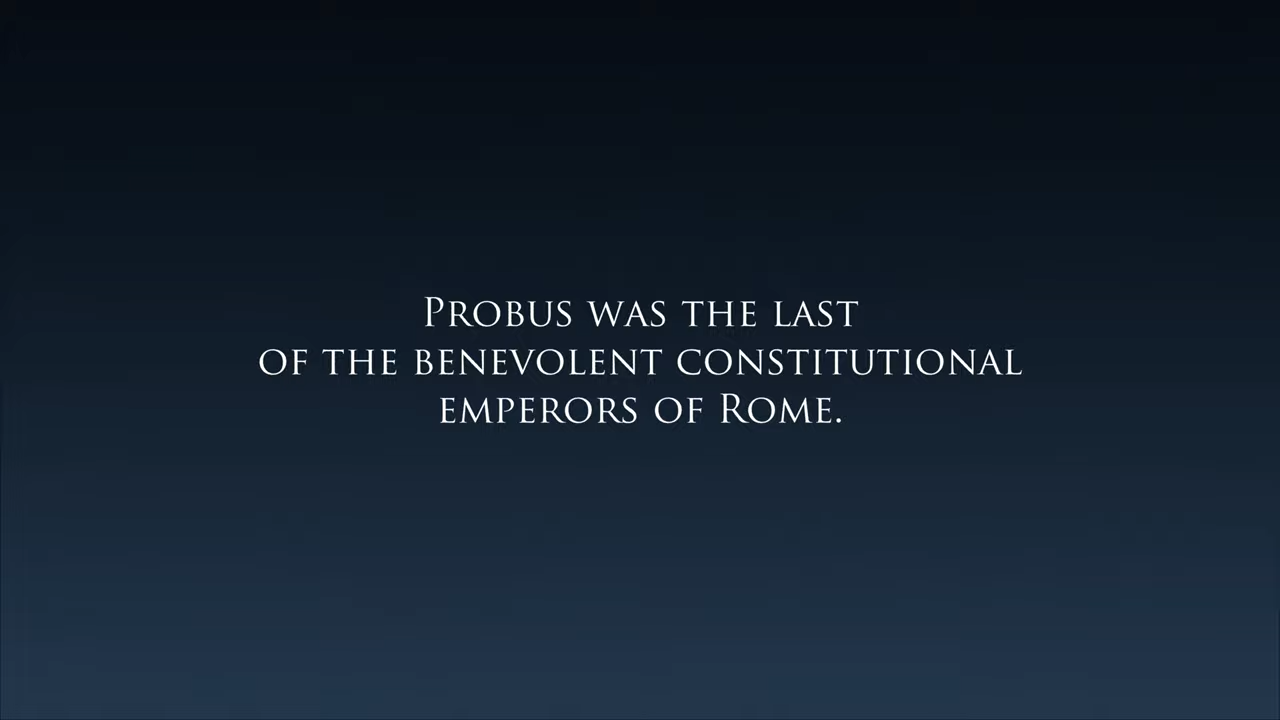 Probus was the last
of the benevolent constitutional
emperors of Rome.